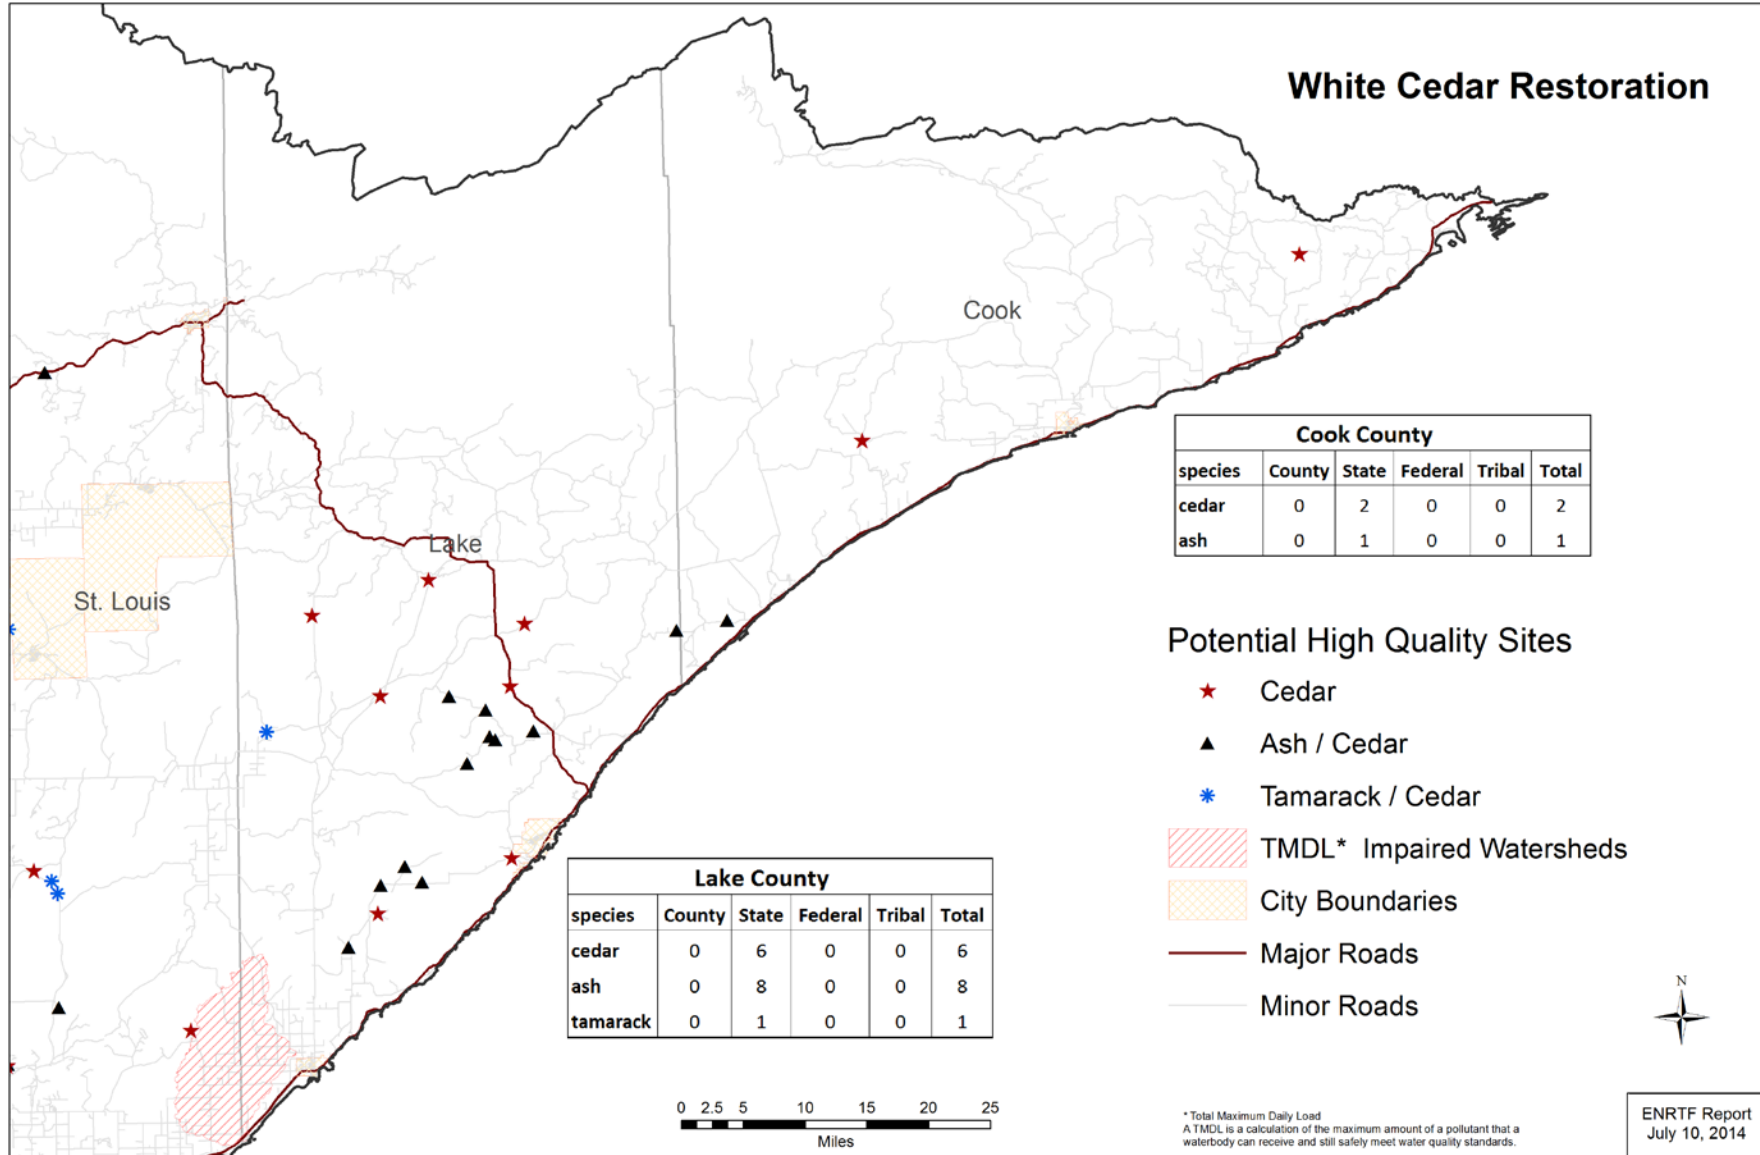 White Cedar Restoration
Cook
Lake
St. Louis
Cook County
species County State Federal Tribal Total
cedar 0 2 0 0 2
ash 0 1 0 0 1
Potential High Quality Sites
Cedar
Ash / Cedar
Tamarack / Cedar
TMDL* Impaired Watersheds
City Boundaries
Major Roads
Minor Roads
Lake County
species County State Federal Tribal Total
cedar 0 6 0 0 6
ash 0 8 0 0 8
tamarack 0 1 0 0 1
N
0 2.5 5 10 15 20 25
Miles
* Total Maximum Daily Load
A TMDL is a calculation of the maximum amount of a pollutant that a
waterbody can receive and still safely meet water quality standards.
ENRTF Report
July 10, 2014